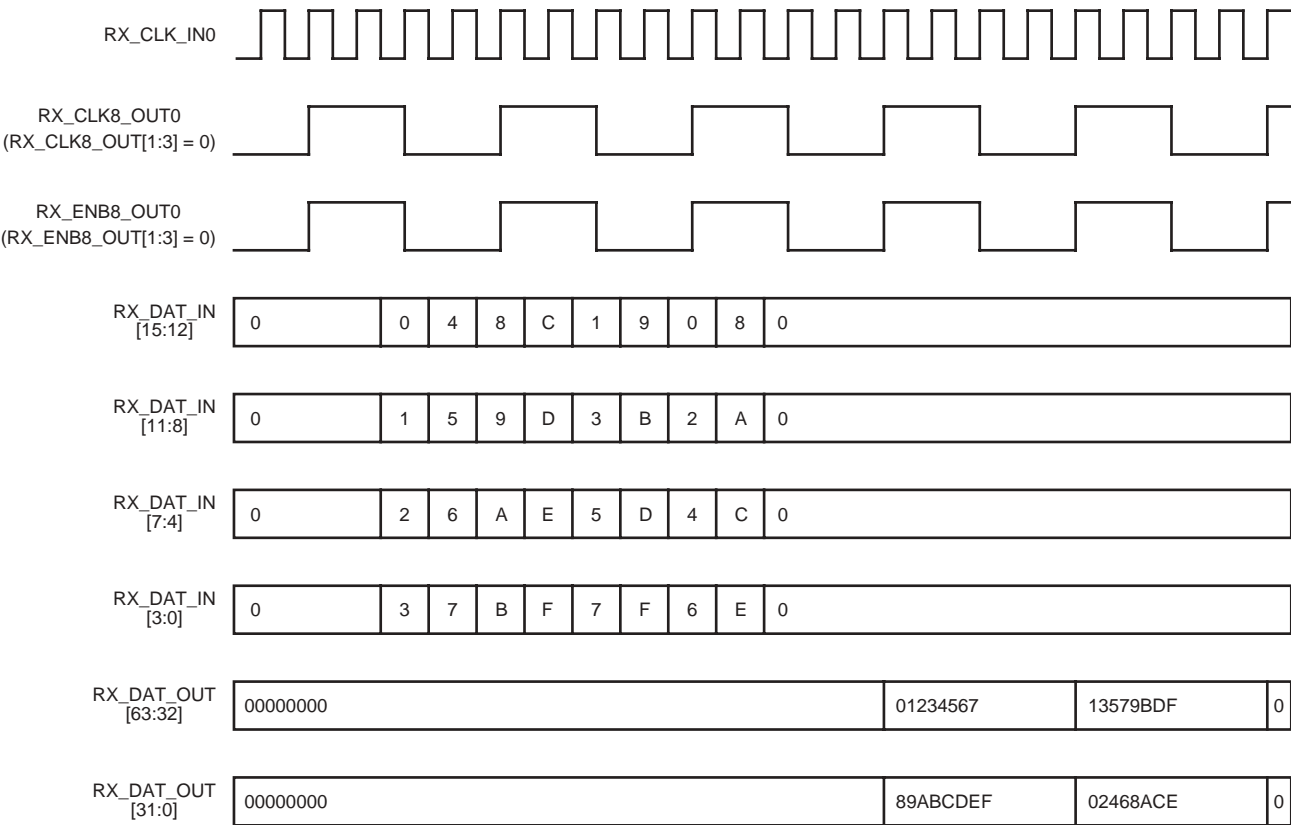 RX_CLK_IN0
RX_CLK8_OUT0
(RX_CLK8_OUT[1:3] = 0)
RX_ENB8_OUT0
(RX_ENB8_OUT[1:3] = 0)
RX_DAT_IN
[15:12]
0 0 4 8 C 1 9 0 8 0
RX_DAT_IN
[11:8]
0 1 5 9 D 3 B 2 A 0
RX_DAT_IN
[7:4]
0 2 6 A E 5 D 4 C 0
RX_DAT_IN
[3:0]
0 3 7 B F 7 F 6 E 0
RX_DAT_OUT
[63:32]
00000000 01234567 13579BDF 0
RX_DAT_OUT
[31:0]
00000000 89ABCDEF 02468ACE 0